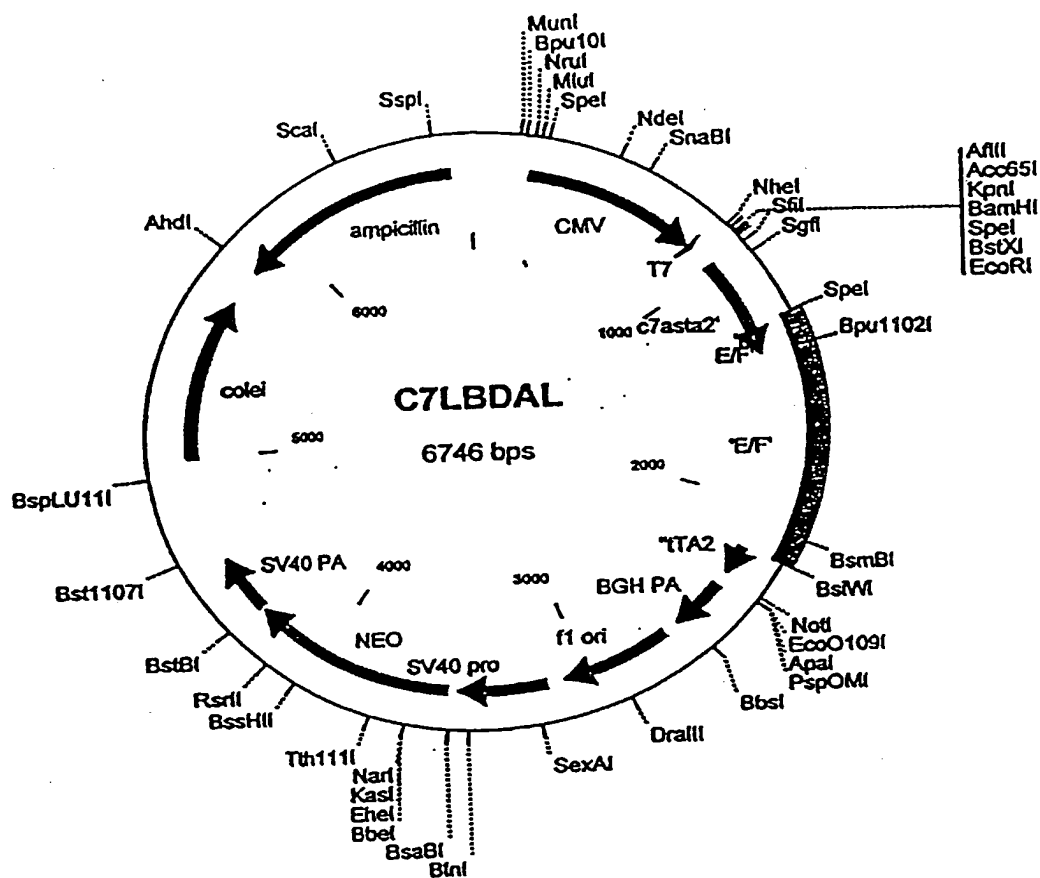 MunI
Bpu10I
NruI
MluI
SpeI
SspI
ScaI
AhdI
NdeI
SnaBI
NheI
SfiI
SgfI
AflII
Acc65I
KpnI
BamHI
SpeI
BstXI
EcoRI
SpeI
Bpu1102I
ampicillin
I
CMV
T7
6000
1000
c7asta2'
E/F
colei
C7LBDAL
6746 bps
5000
2000
'E/F'
BspLU11I
"tTA2
BsmBI
BsiWI
SV40 PA
4000
3000
BGH PA
Bst1107I
NotI
EcoO109I
ApaI
PspOMI
NEO
SV40 pro
f1 ori
BstBI
RsrII
BssHII
BbsI
DraIII
Tth111I
SexAI
NarI
KasI
EheI
BbeI
BsaBI
BlnI